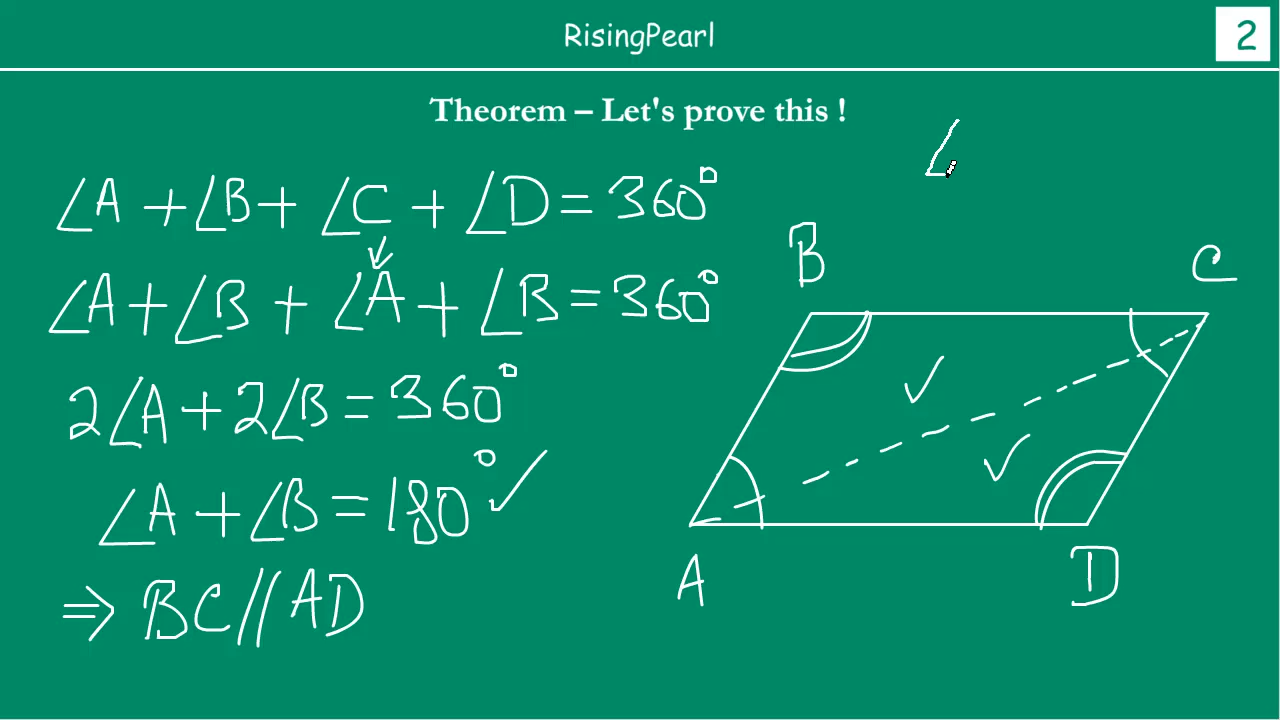 RisingPearl
2
Theorem – Let's prove this !
∠
∠A + ∠B + ∠C + ∠D = 360°
∠A + ∠B + ∠A + ∠B = 360°
2∠A + 2∠B = 360°
∠A + ∠B = 180° ✓
⇒ BC // AD
B
C
✓
✓
A
D